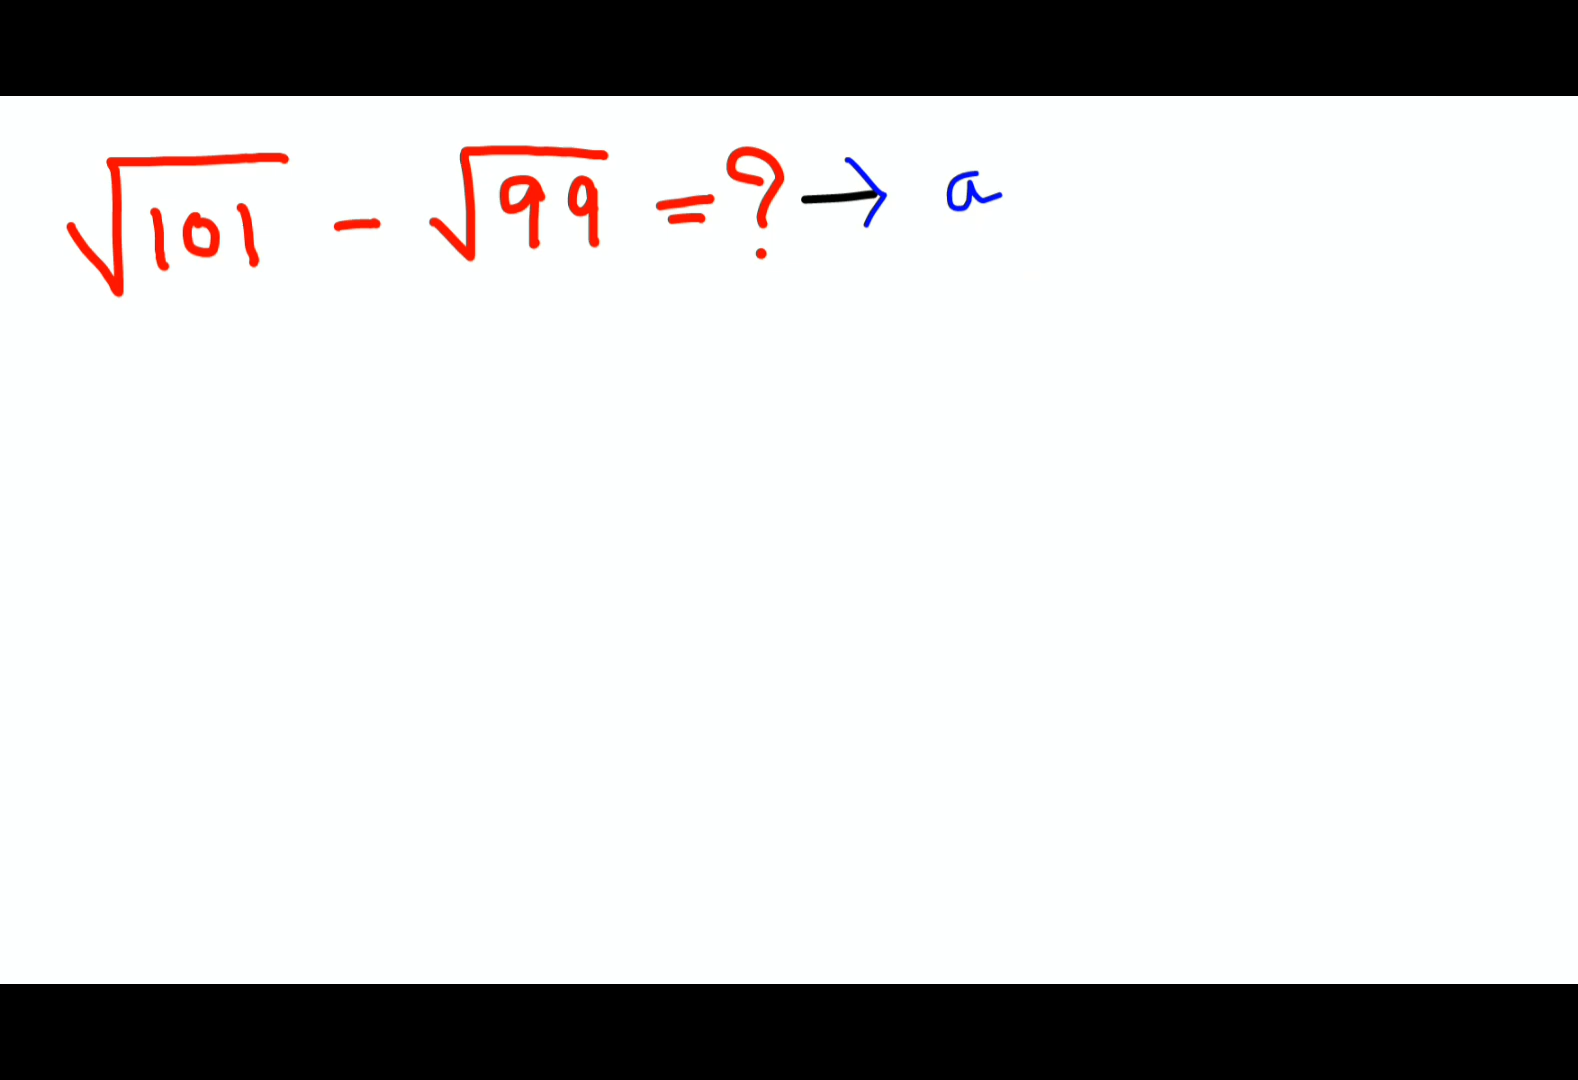 √101 - √99 = ? → a